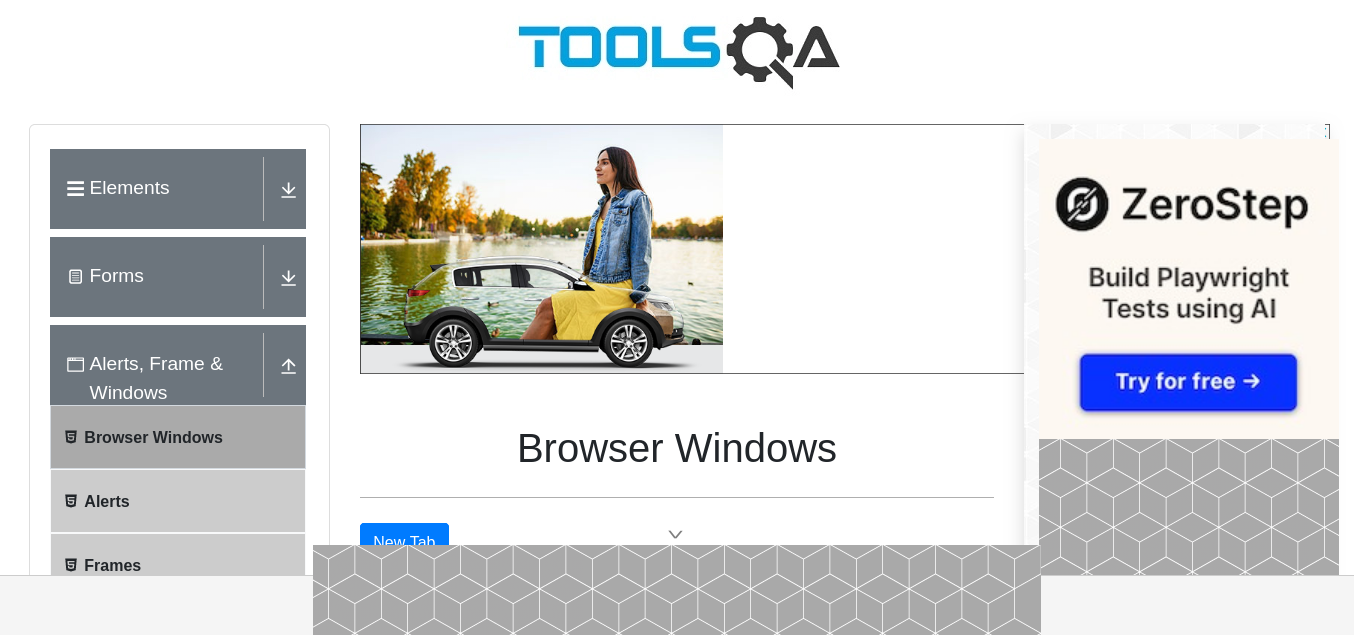 TOOLSQA
Elements
Forms
Alerts, Frame &
Windows
Browser Windows
Alerts
Frames
Browser Windows
New Tab
ZeroStep
Build Playwright
Tests using AI
Try for free →